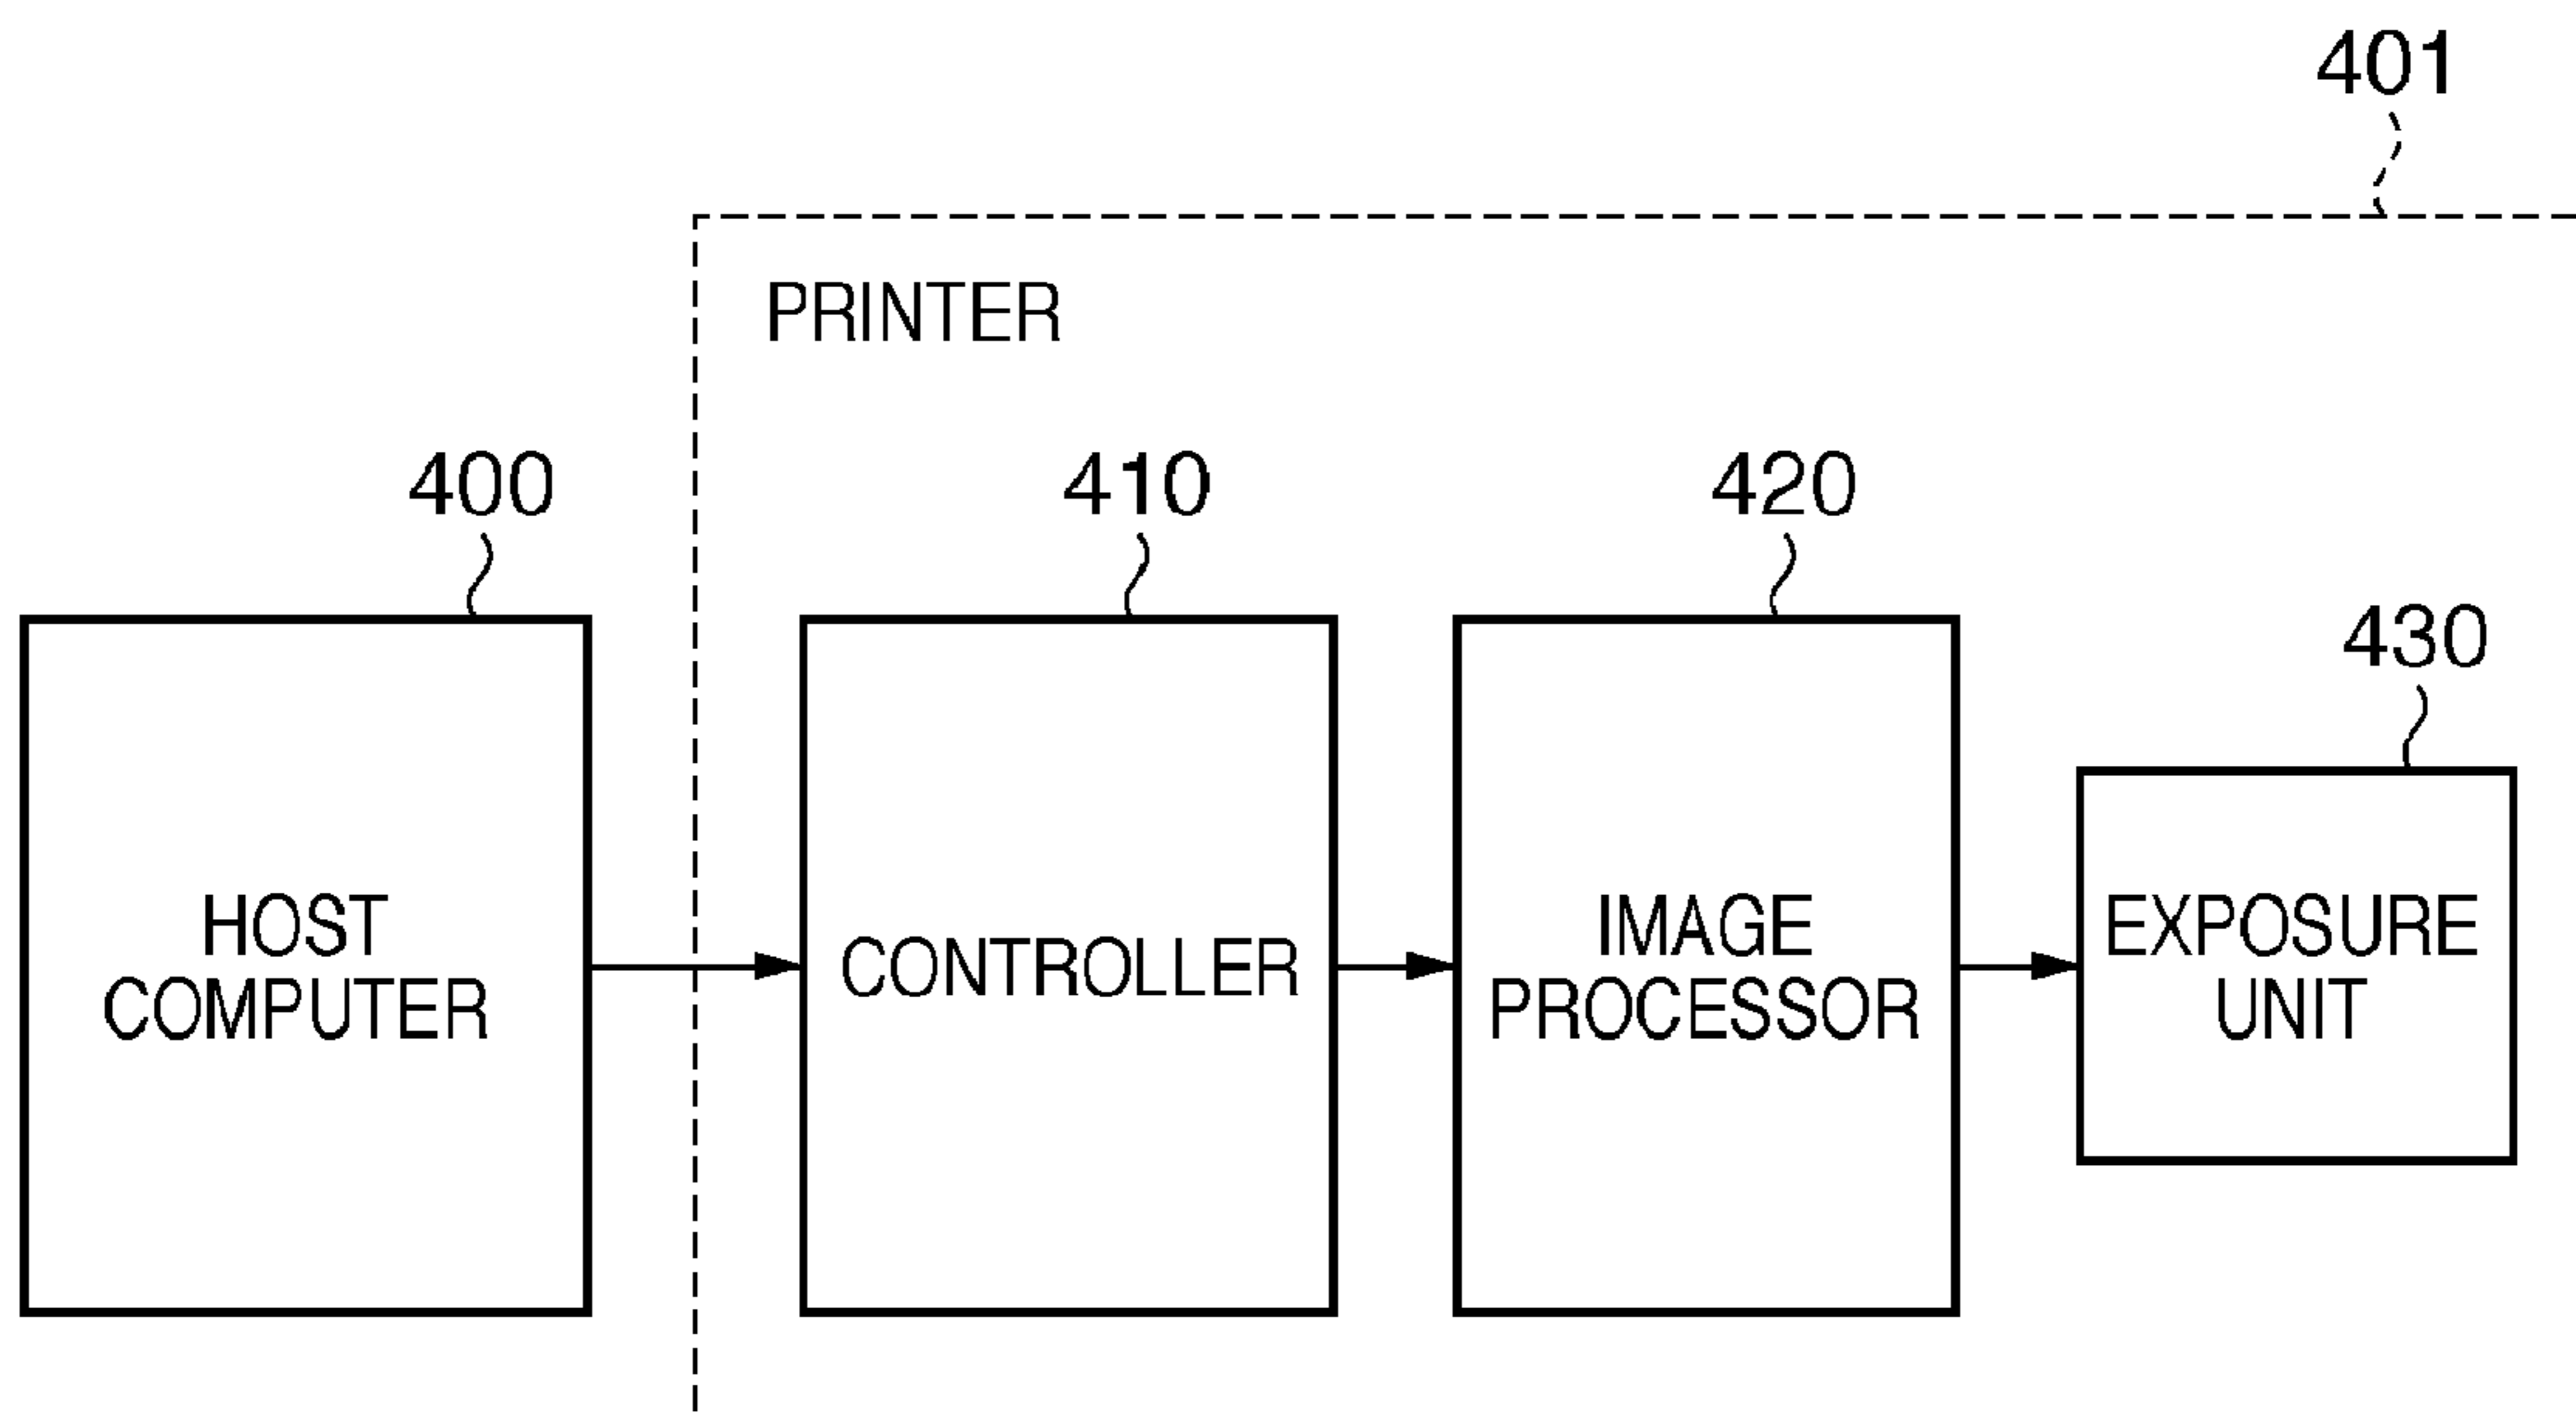 401
PRINTER
400
410
420
430
HOST
COMPUTER
CONTROLLER
IMAGE
PROCESSOR
EXPOSURE
UNIT